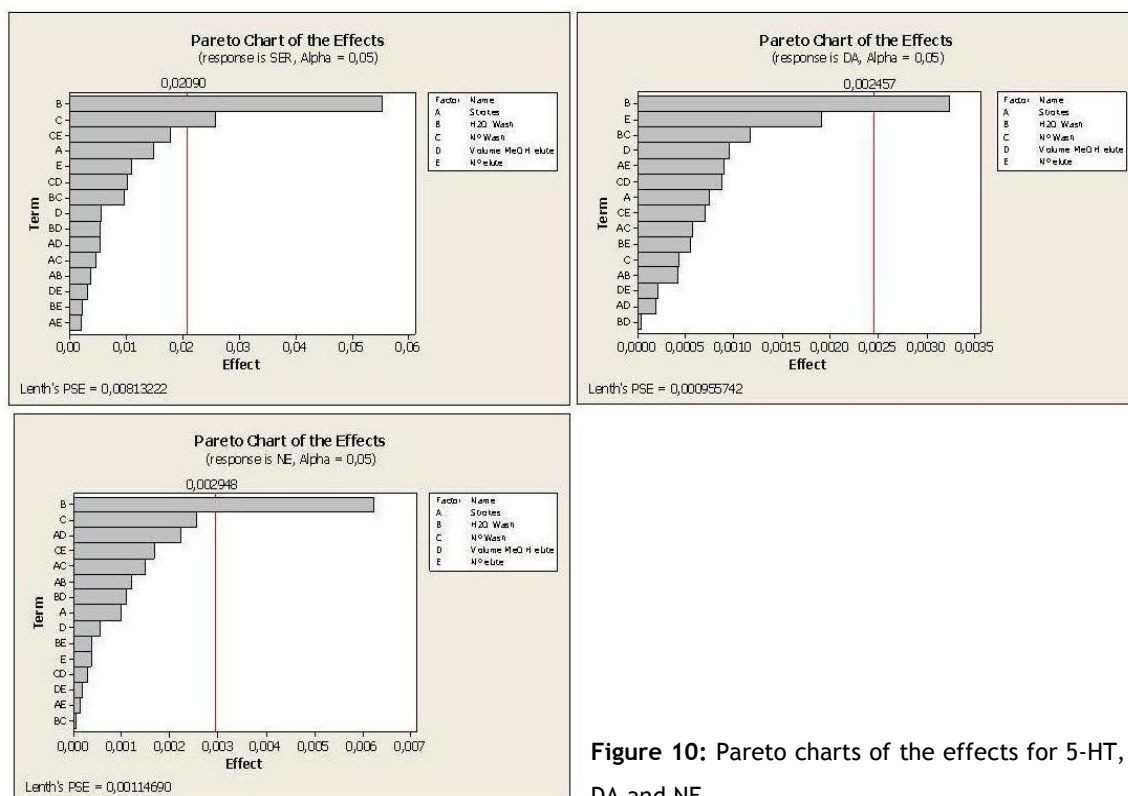 Pareto Chart of the Effects
(response is SER, Alpha = 0,05)
0,02090
B
C
CE
A
E
CD
BC
D
BD
AD
AC
AB
DE
BE
AE
Term
0,00 0,01 0,02 0,03 0,04 0,05 0,06
Effect
Lenth's PSE = 0,00813222
Factor Name
A Strokes
B H2O Wash
C Nº Wash
D Volume MeOH elute
E Nº elute
Pareto Chart of the Effects
(response is DA, Alpha = 0,05)
0,002457
B
E
BC
D
AE
CD
A
CE
AC
BE
C
AB
DE
AD
BD
Term
0,0000 0,0005 0,0010 0,0015 0,0020 0,0025 0,0030 0,0035
Effect
Lenth's PSE = 0,000955742
Factor Name
A Strokes
B H2O Wash
C Nº Wash
D Volume MeOH elute
E Nº elute
Pareto Chart of the Effects
(response is NE, Alpha = 0,05)
0,002948
B
C
AD
CE
AC
AB
BD
A
D
BE
E
CD
DE
AE
BC
Term
0,000 0,001 0,002 0,003 0,004 0,005 0,006 0,007
Effect
Lenth's PSE = 0,00114690
Factor Name
A Strokes
B H2O Wash
C Nº Wash
D Volume MeOH elute
E Nº elute
Figure 10: Pareto charts of the effects for 5-HT,
DA and NE